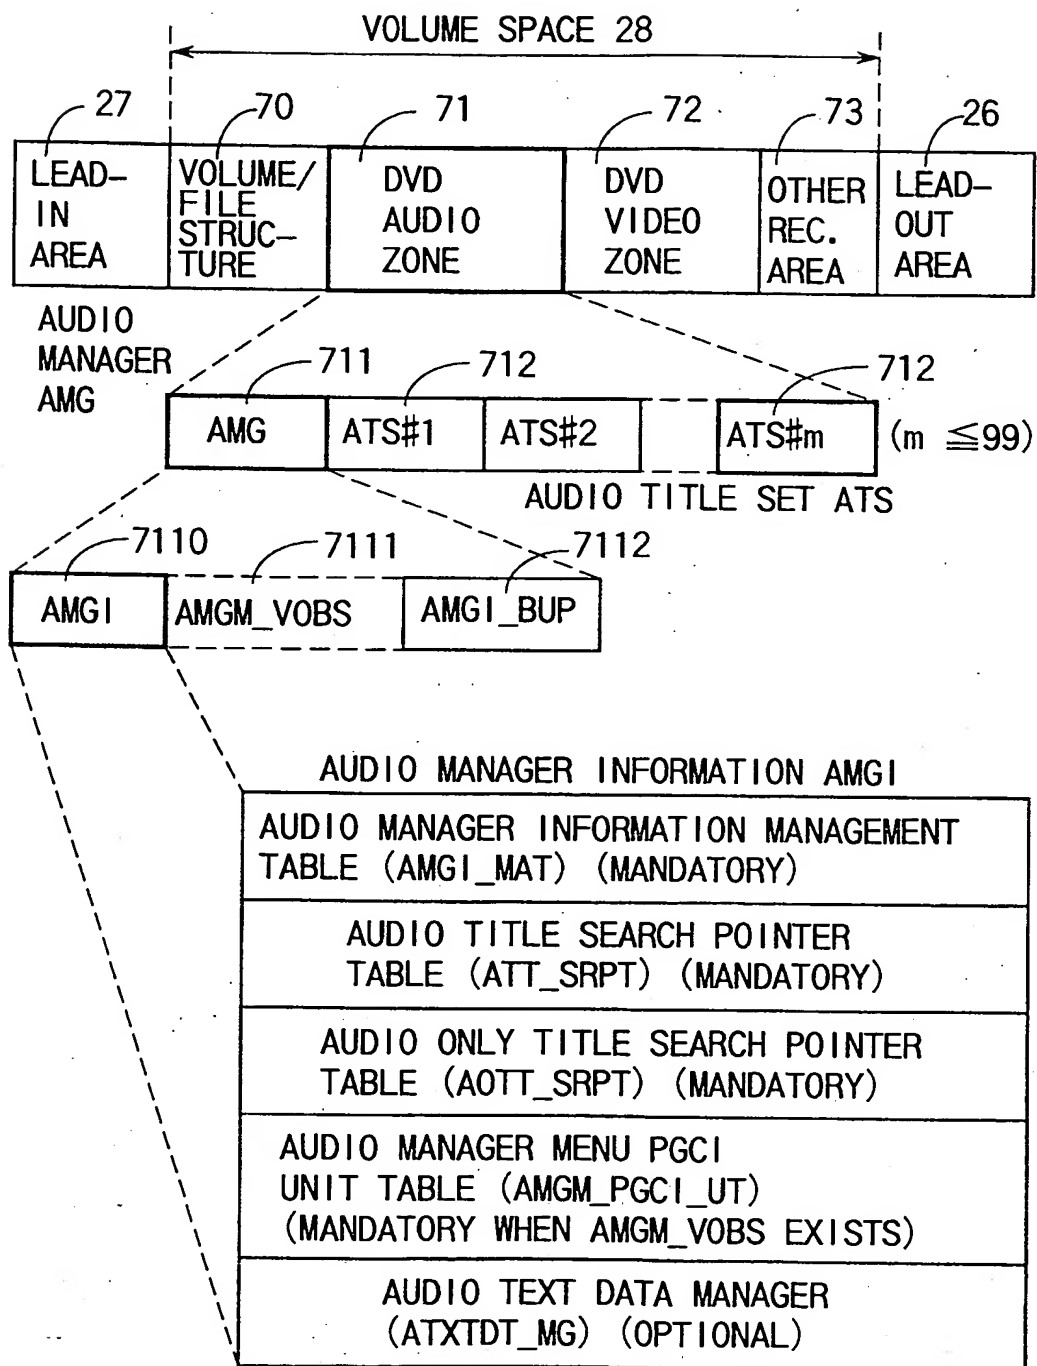 VOLUME SPACE 28
27
70
71
72
73
26
LEAD-
IN
AREA
VOLUME/
FILE
STRUC-
TURE
DVD
AUDIO
ZONE
DVD
VIDEO
ZONE
OTHER
REC.
AREA
LEAD-
OUT
AREA
AUDIO
MANAGER
AMG
711
712
712
AMG
ATS#1
ATS#2
ATS#m
(m ≦99)
AUDIO TITLE SET ATS
7110
7111
7112
AMGI
AMGM_VOBS
AMGI_BUP
AUDIO MANAGER INFORMATION AMGI
AUDIO MANAGER INFORMATION MANAGEMENT
TABLE (AMGI_MAT) (MANDATORY)
AUDIO TITLE SEARCH POINTER
TABLE (ATT_SRPT) (MANDATORY)
AUDIO ONLY TITLE SEARCH POINTER
TABLE (AOTT_SRPT) (MANDATORY)
AUDIO MANAGER MENU PGCI
UNIT TABLE (AMGM_PGCI_UT)
(MANDATORY WHEN AMGM_VOBS EXISTS)
AUDIO TEXT DATA MANAGER
(ATXTDT_MG) (OPTIONAL)